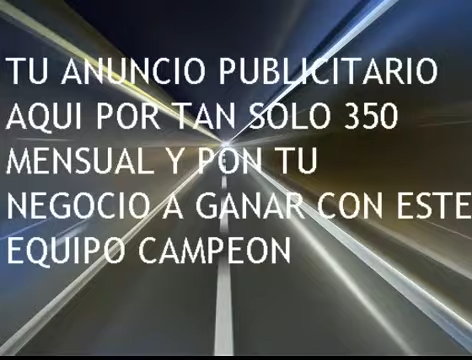 TU ANUNCIO PUBLICITARIO
AQUI POR TAN SOLO 350
MENSUAL Y PON TU
NEGOCIO A GANAR CON ESTE
EQUIPO CAMPEON